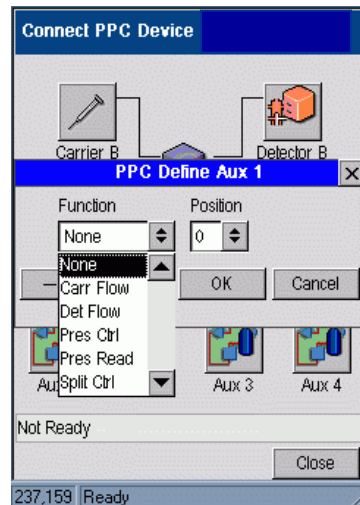 Connect PPC Device
Carrier B
Detector B
PPC Define Aux 1
Function Position
None 0
None
Carr Flow
Det Flow
Pres Ctrl
Pres Read
Split Ctrl
OK Cancel
Aux 3 Aux 4
Not Ready
Close
237,159 Ready